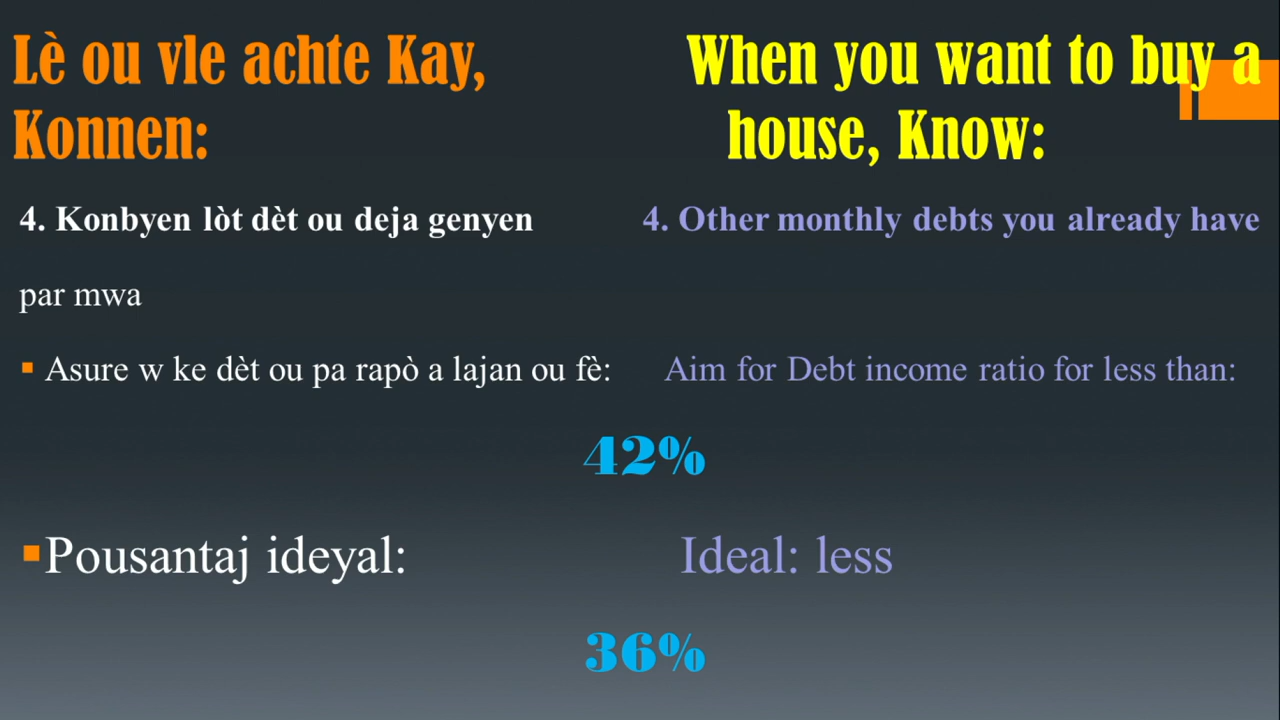 Lè ou vle achte Kay,
Konnen:
When you want to buy a
house, Know:
4. Konbyen lòt dèt ou deja genyen
4. Other monthly debts you already have
par mwa
▪ Asure w ke dèt ou pa rapò a lajan ou fè:
Aim for Debt income ratio for less than:
42%
▪ Pousantaj ideyal:
Ideal: less
36%